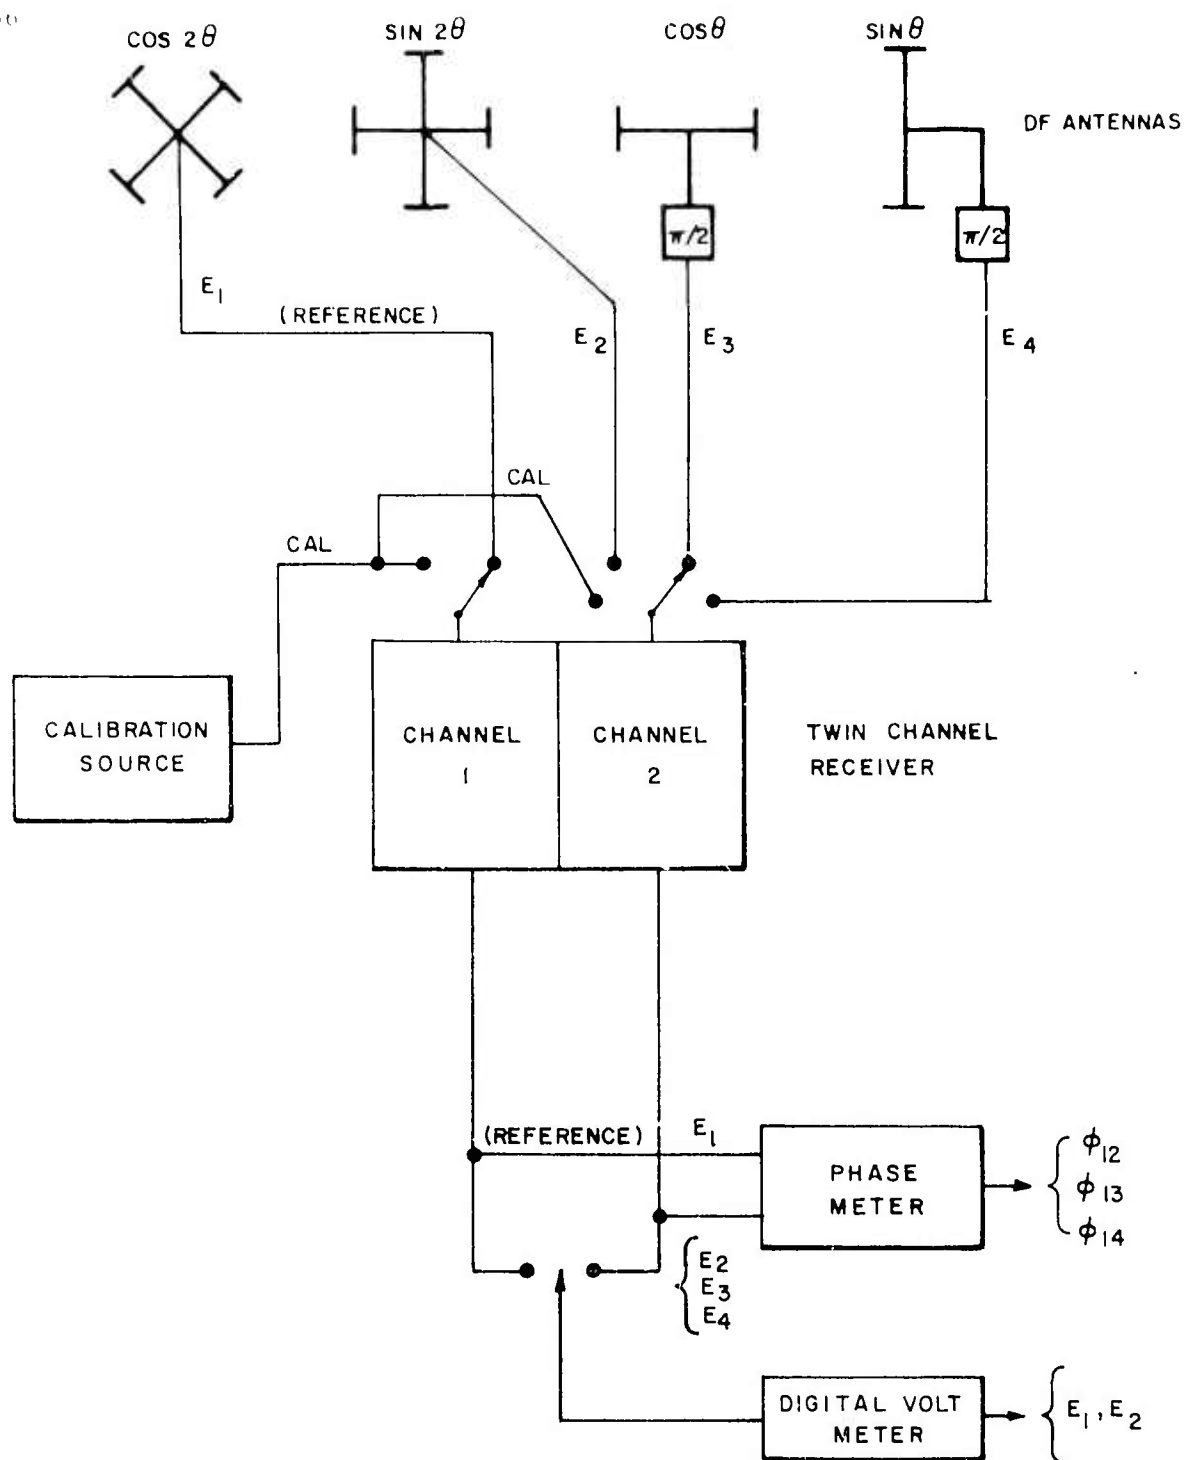 COS 2θ
SIN 2θ
COSθ
SINθ
DF ANTENNAS
π/2
π/2
E1
(REFERENCE)
E2
E3
E4
CAL
CAL
CALIBRATION
SOURCE
CHANNEL
1
CHANNEL
2
TWIN CHANNEL
RECEIVER
(REFERENCE)
E1
PHASE
METER
ϕ12
ϕ13
ϕ14
E2
E3
E4
DIGITAL VOLT
METER
E1, E2